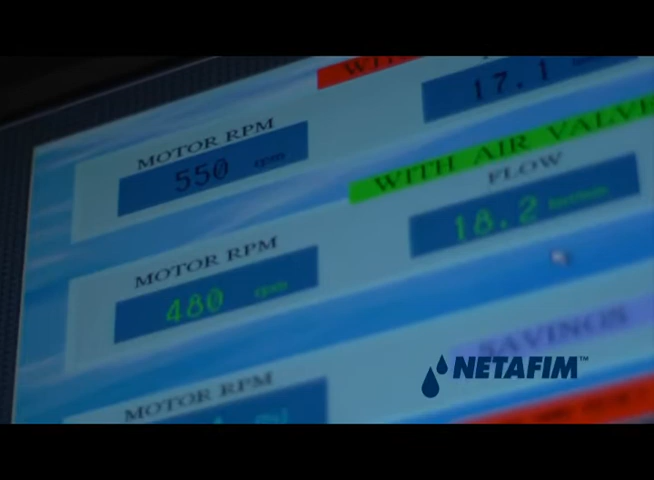 17.1
MOTOR RPM
550 rpm
WITH AIR VALVE
FLOW
18.2
MOTOR RPM
480 rpm
SAVINGS
NETAFIM™
MOTOR RPM